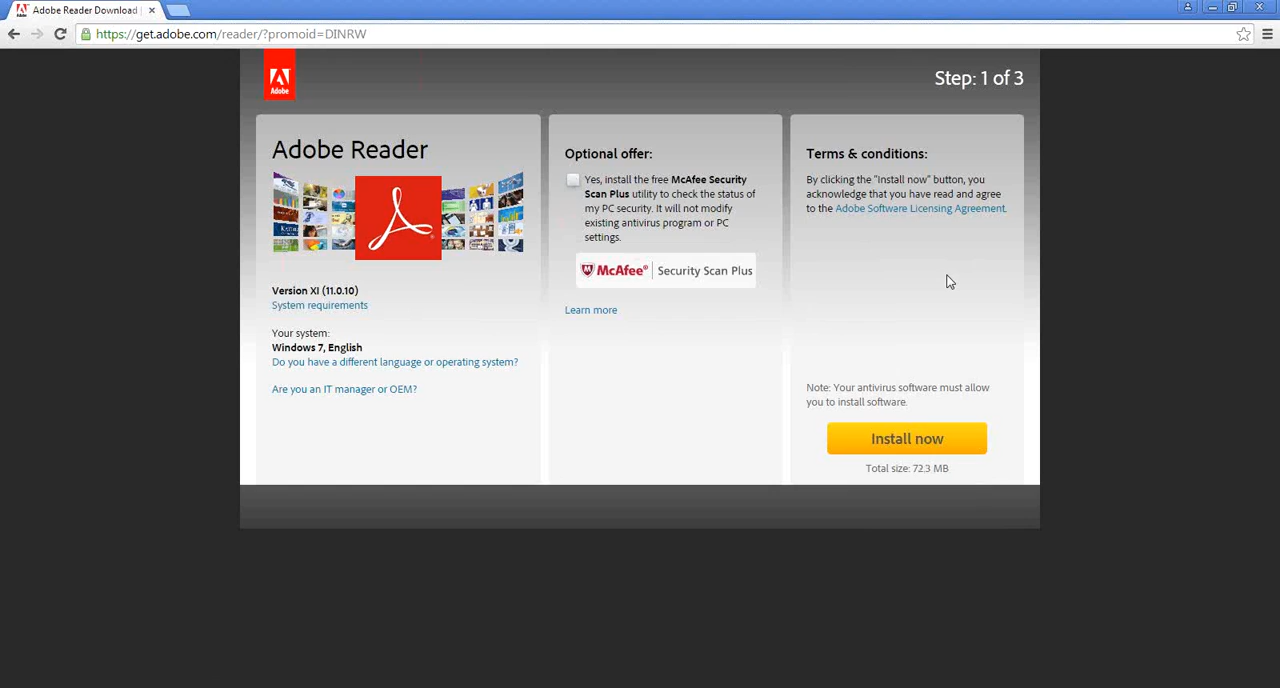 Adobe Reader Download
https://get.adobe.com/reader/?promoid=DINRW
Adobe
Step: 1 of 3
Adobe Reader
Version XI (11.0.10)
System requirements
Your system:
Windows 7, English
Do you have a different language or operating system?
Are you an IT manager or OEM?
Optional offer:
Yes, install the free McAfee Security
Scan Plus utility to check the status of
my PC security. It will not modify
existing antivirus program or PC
settings.
McAfee® Security Scan Plus
Learn more
Terms & conditions:
By clicking the "Install now" button, you
acknowledge that you have read and agree
to the Adobe Software Licensing Agreement.
Note: Your antivirus software must allow
you to install software.
Install now
Total size: 72.3 MB